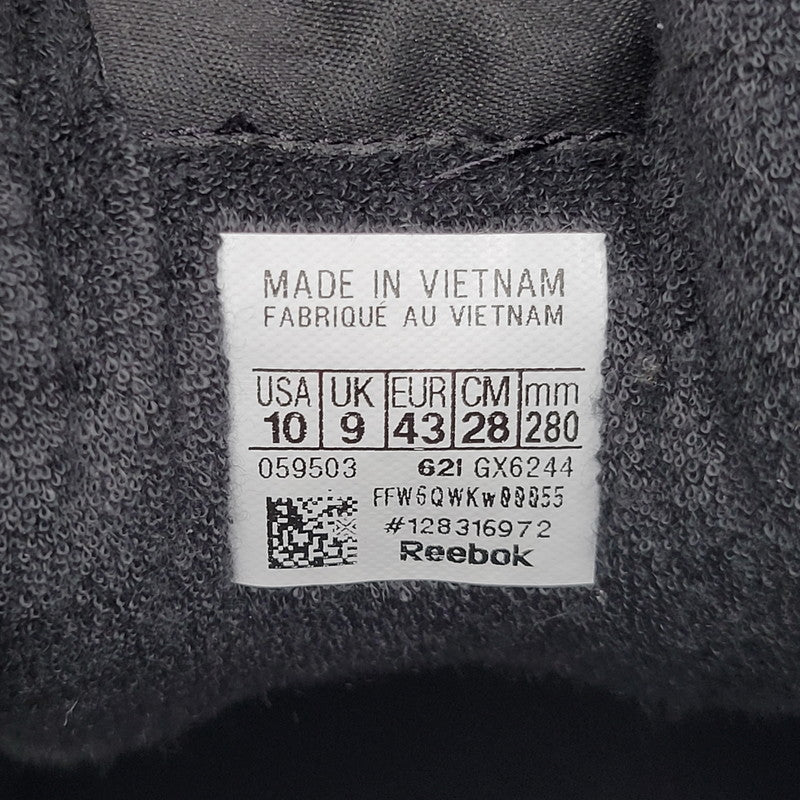 MADE IN VIETNAM
FABRIQUÉ AU VIETNAM
USA UK EUR CM mm
10 9 43 28 280
059503 621 GX6244
#128316972
Reebok